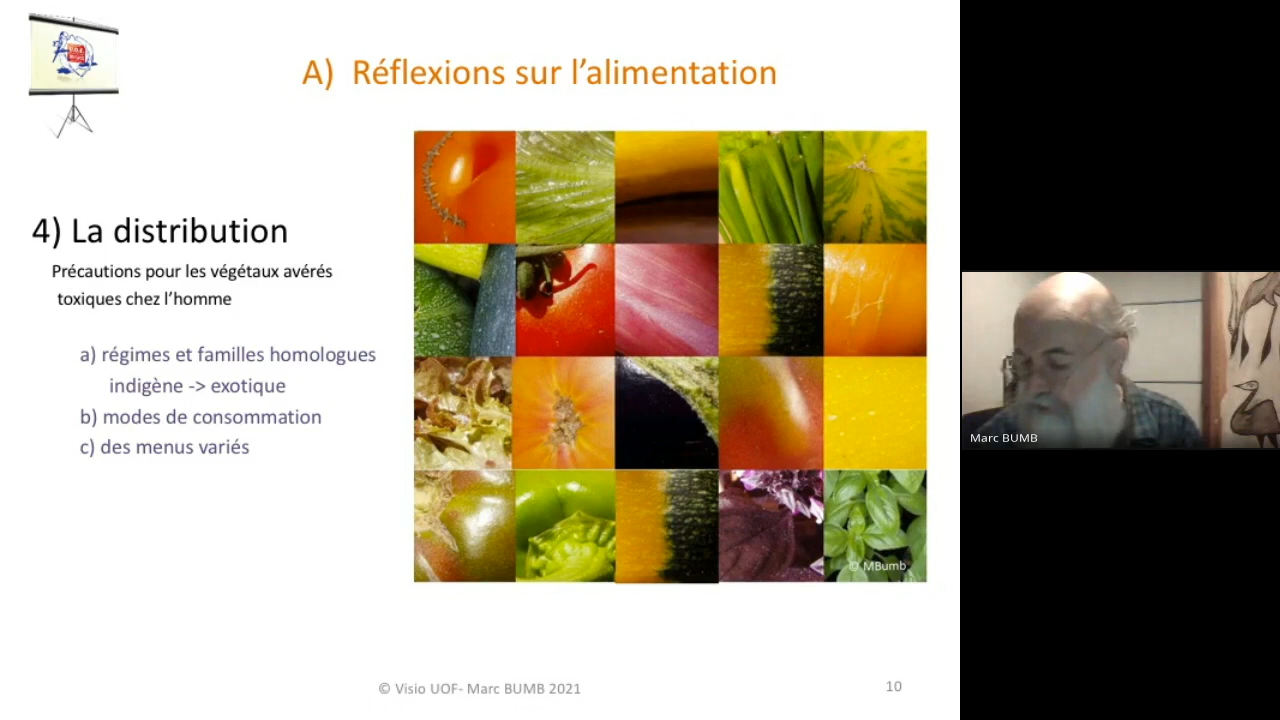 A) Réflexions sur l’alimentation
4) La distribution
Précautions pour les végétaux avérés
toxiques chez l’homme
a) régimes et familles homologues
indigène -> exotique
b) modes de consommation
c) des menus variés
© MBumb
Marc BUMB
© Visio UOF- Marc BUMB 2021
10